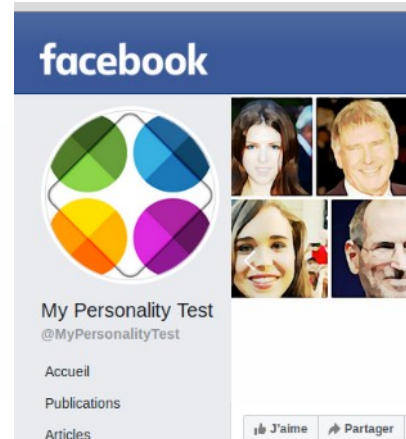 facebook
My Personality Test
@MyPersonalityTest
Accueil
Publications
Articles
J'aime
Partager